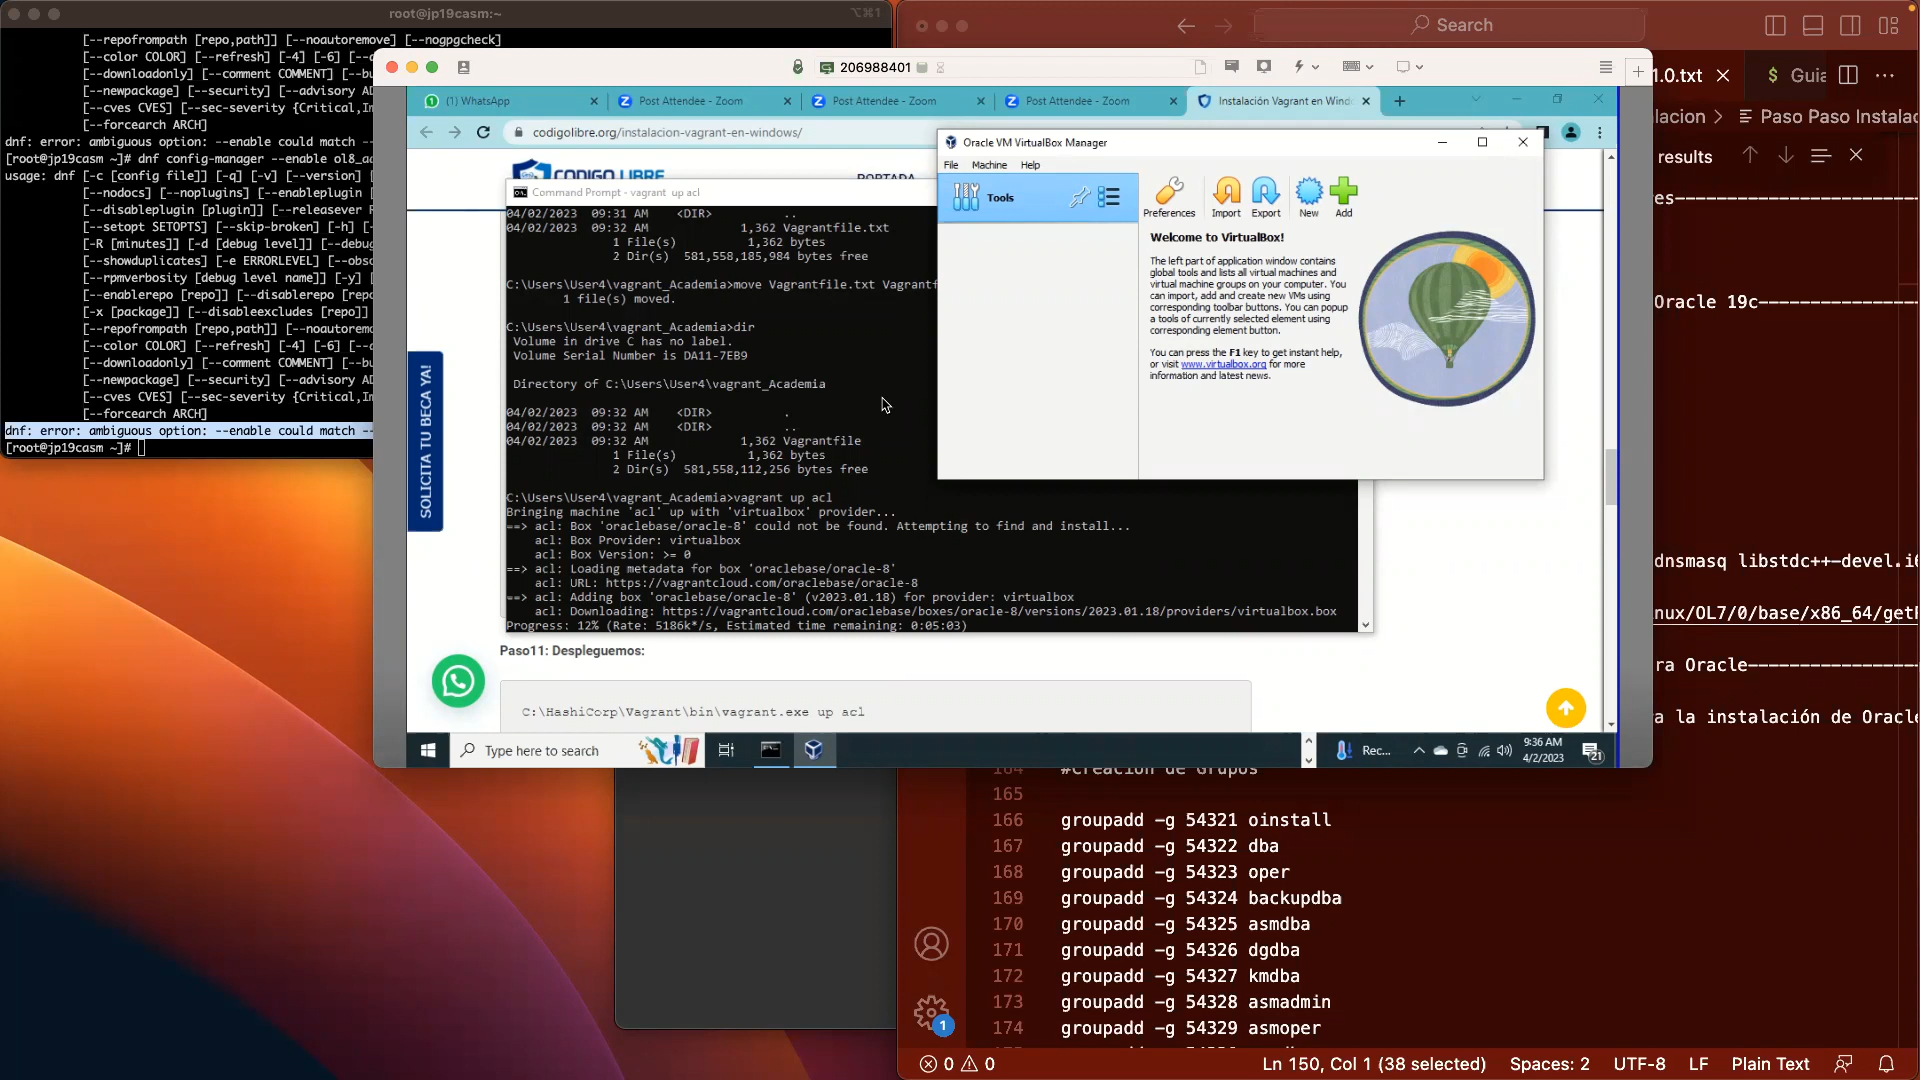 root@jp19casm:~
⌥⌘1
[--repofrompath [repo,path]] [--noautoremove] [--nogpgcheck]
[--color COLOR] [--refresh] [-4] [-6]
[--downloadonly] [--comment COMMENT]
[--newpackage] [--security] [--advisory
[--cves CVES] [--sec-severity {Critical,
[--forcearch ARCH]
dnf: error: ambiguous option: --enable could match --
[root@jp19casm ~]# dnf config-manager --enable
usage: dnf [-c [config file]] [-q] [-v] [--version]
[--nodocs] [--noplugins] [--enableplugin
[--disableplugin [plugin]] [--releasever
[--setopt SETOPTS] [--skip-broken] [-h]
[-R [minutes]] [-d [debug level]]
[--showduplicates] [-e ERRORLEVEL]
[--rpmverbosity [debug level name]] [-y]
[--enablerepo [repo]] [--disablerepo
[-x [package]] [--disableexcludes [repo]]
[--repofrompath [repo,path]]
[--color COLOR] [--refresh] [-4] [-6]
[--downloadonly] [--comment COMMENT]
[--newpackage] [--security] [--advisory
[--cves CVES] [--sec-severity {Critical,
[--forcearch ARCH]
dnf: error: ambiguous option: --enable could match --
[root@jp19casm ~]#
206988401
(1) WhatsApp
Post Attendee - Zoom
Post Attendee - Zoom
Post Attendee - Zoom
Instalación Vagrant en Wind
codigolibre.org/instalacion-vagrant-en-windows/
CODIGO LIBRE
PORTADA
SOLICITA TU BECA YA!
Command Prompt - vagrant up acl
04/02/2023 09:31 AM <DIR> ..
04/02/2023 09:32 AM 1,362 Vagrantfile.txt
1 File(s) 1,362 bytes
2 Dir(s) 581,558,185,984 bytes free
C:\Users\User4\vagrant_Academia>move Vagrantfile.txt Vagrantf
1 file(s) moved.
C:\Users\User4\vagrant_Academia>dir
Volume in drive C has no label.
Volume Serial Number is DA11-7EB9
Directory of C:\Users\User4\vagrant_Academia
04/02/2023 09:32 AM <DIR> .
04/02/2023 09:32 AM <DIR> ..
04/02/2023 09:32 AM 1,362 Vagrantfile
1 File(s) 1,362 bytes
2 Dir(s) 581,558,112,256 bytes free
C:\Users\User4\vagrant_Academia>vagrant up acl
Bringing machine 'acl' up with 'virtualbox' provider...
==> acl: Box 'oraclebase/oracle-8' could not be found. Attempting to find and install...
acl: Box Provider: virtualbox
acl: Box Version: >= 0
==> acl: Loading metadata for box 'oraclebase/oracle-8'
acl: URL: https://vagrantcloud.com/oraclebase/oracle-8
==> acl: Adding box 'oraclebase/oracle-8' (v2023.01.18) for provider: virtualbox
acl: Downloading: https://vagrantcloud.com/oraclebase/boxes/oracle-8/versions/2023.01.18/providers/virtualbox.box
Progress: 12% (Rate: 5186k*/s, Estimated time remaining: 0:05:03)
Paso11: Despleguemos:
C:\HashiCorp\Vagrant\bin\vagrant.exe up acl
Oracle VM VirtualBox Manager
File Machine Help
Tools
Preferences Import Export New Add
Welcome to VirtualBox!
The left part of application window contains
global tools and lists all virtual machines and
virtual machine groups on your computer. You
can import, add and create new VMs using
corresponding toolbar buttons. You can popup
a tools of currently selected element using
corresponding element button.
You can press the F1 key to get instant help,
or visit www.virtualbox.org for more
information and latest news.
Type here to search
Rec...
9:36 AM
4/2/2023
21
Search
1.0.txt
$ Guia
lacion > Paso Paso Instalac
results
es
Oracle 19c
dnsmasq libstdc++-devel.i6
nux/OL7/0/base/x86_64/get
ra Oracle
a la instalación de Oracle
164 #Creación de Grupos
165
166 groupadd -g 54321 oinstall
167 groupadd -g 54322 dba
168 groupadd -g 54323 oper
169 groupadd -g 54324 backupdba
170 groupadd -g 54325 asmdba
171 groupadd -g 54326 dgdba
172 groupadd -g 54327 kmdba
173 groupadd -g 54328 asmadmin
174 groupadd -g 54329 asmoper
1
0 0
Ln 150, Col 1 (38 selected) Spaces: 2 UTF-8 LF Plain Text